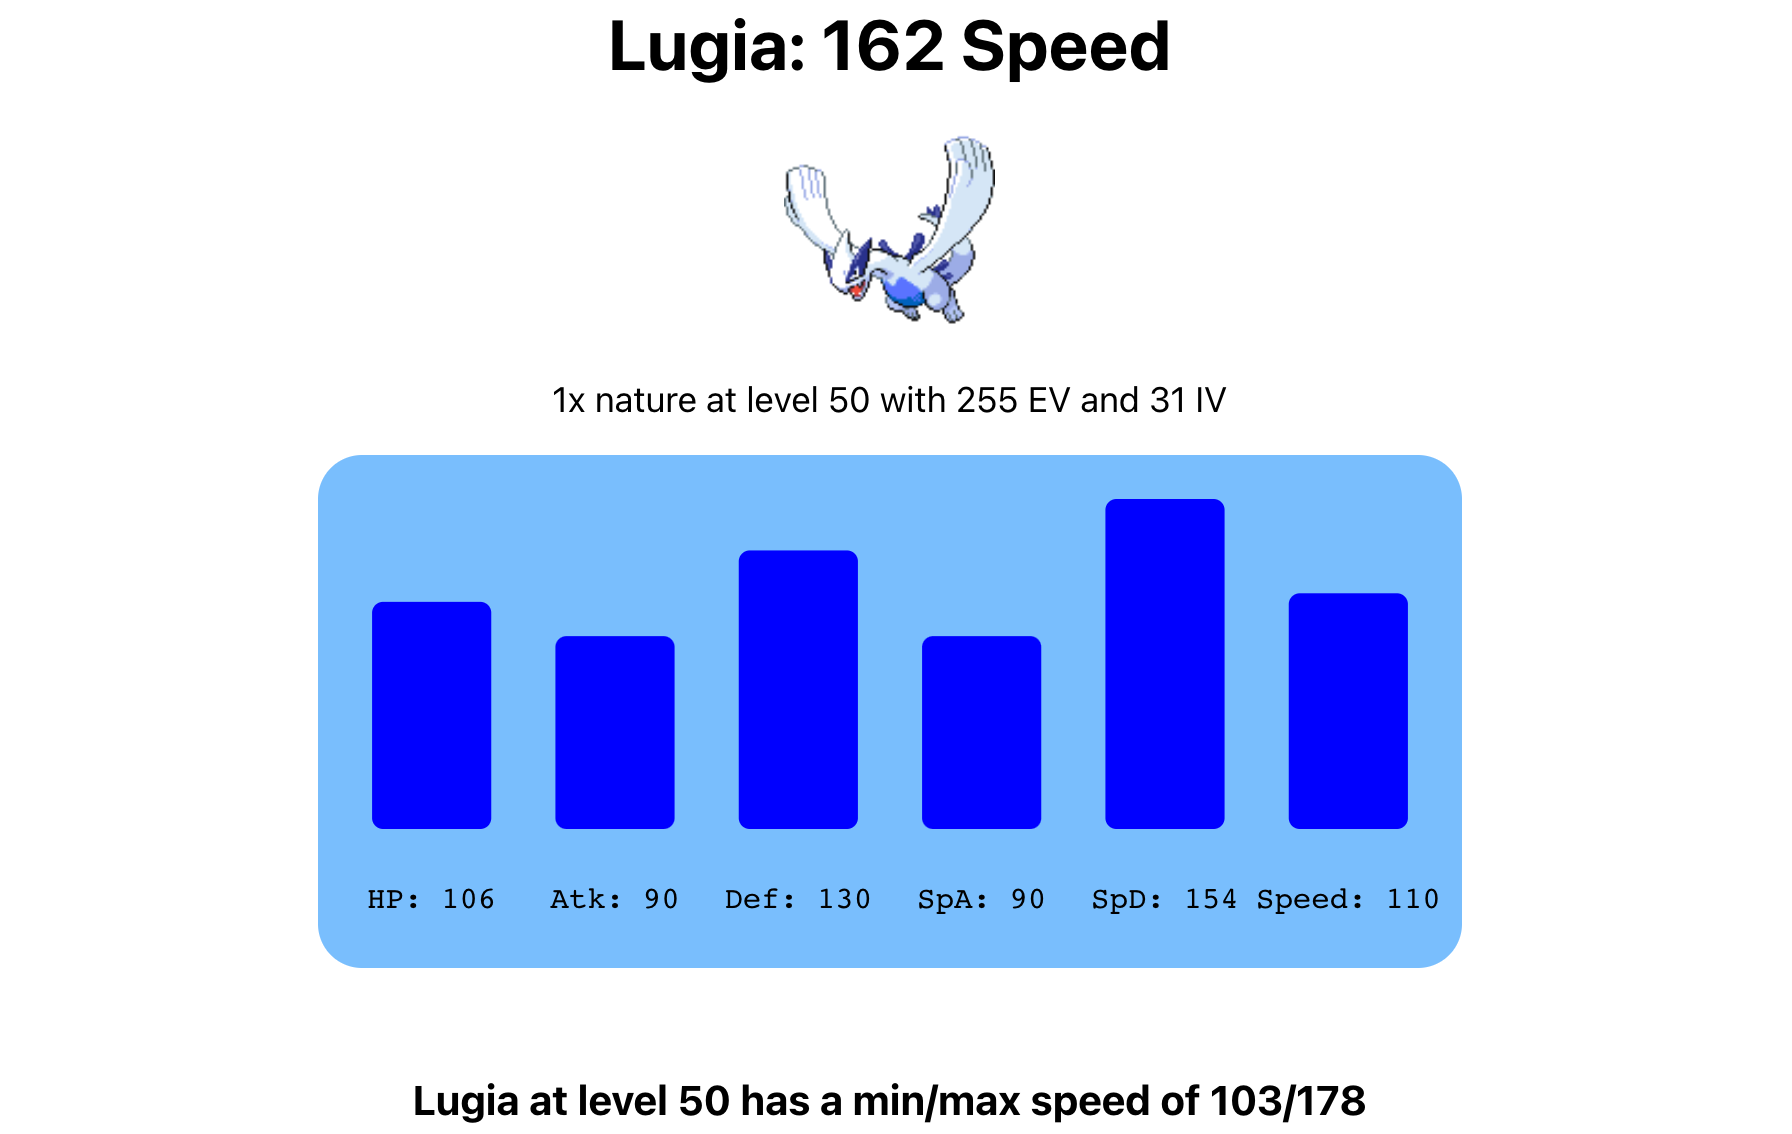 Lugia: 162 Speed
1x nature at level 50 with 255 EV and 31 IV
HP: 106 Atk: 90 Def: 130 SpA: 90 SpD: 154 Speed: 110
Lugia at level 50 has a min/max speed of 103/178